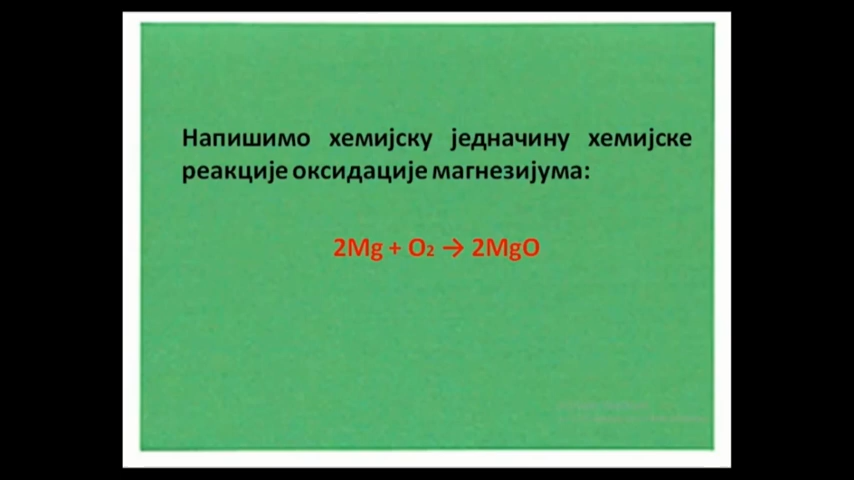 Напишимо хемијску једначину хемијске
реакције оксидације магнезијума:
2Mg + O₂ → 2MgO